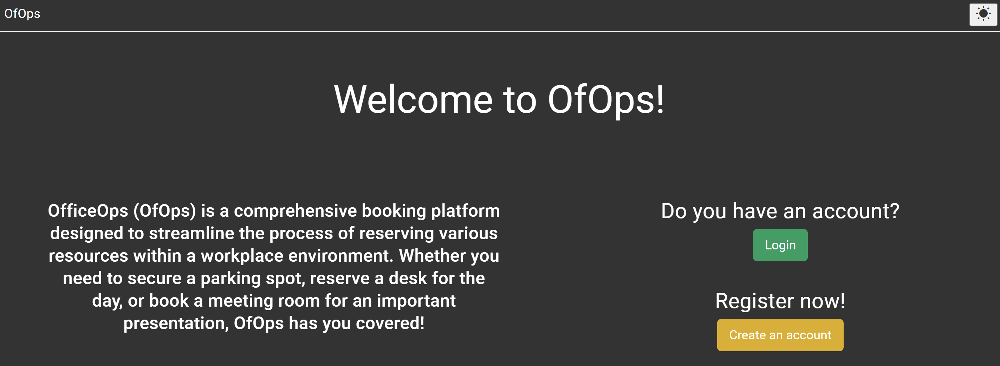 OfOps
Welcome to OfOps!
OfficeOps (OfOps) is a comprehensive booking platform
designed to streamline the process of reserving various
resources within a workplace environment. Whether you
need to secure a parking spot, reserve a desk for the
day, or book a meeting room for an important
presentation, OfOps has you covered!
Do you have an account?
Login
Register now!
Create an account